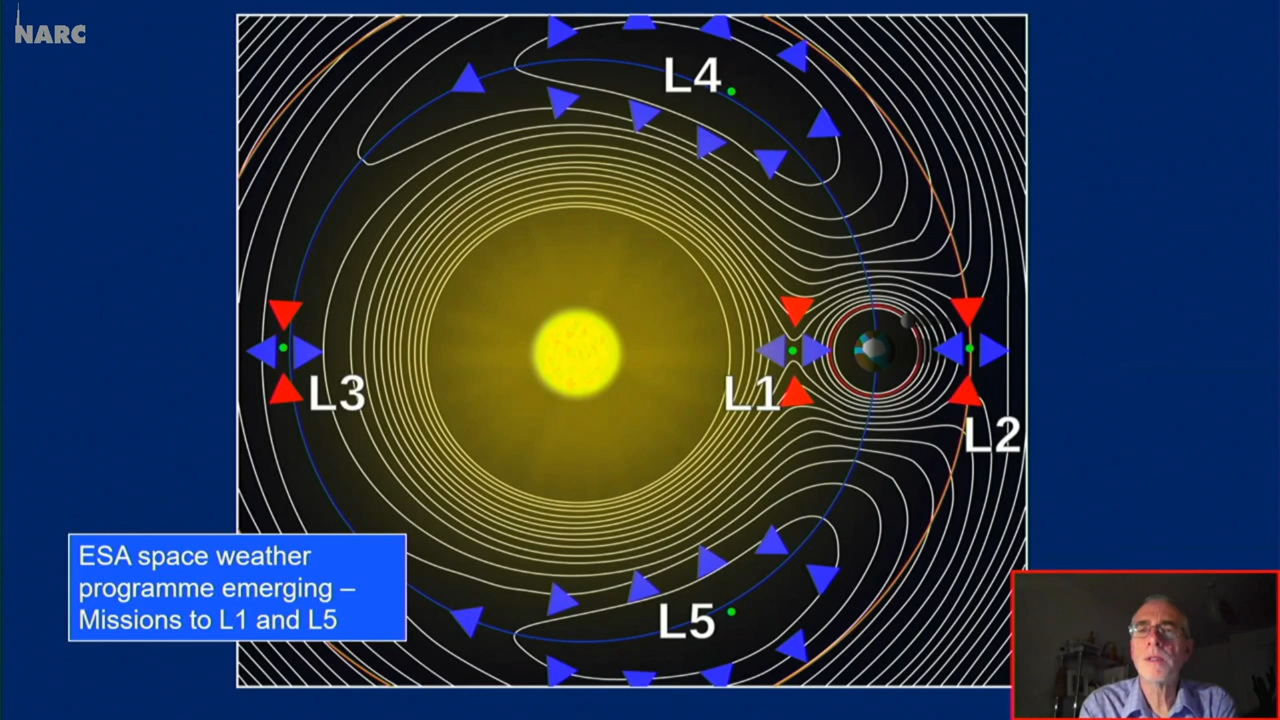 NARC
L4
L3
L1
L2
L5
ESA space weather
programme emerging –
Missions to L1 and L5